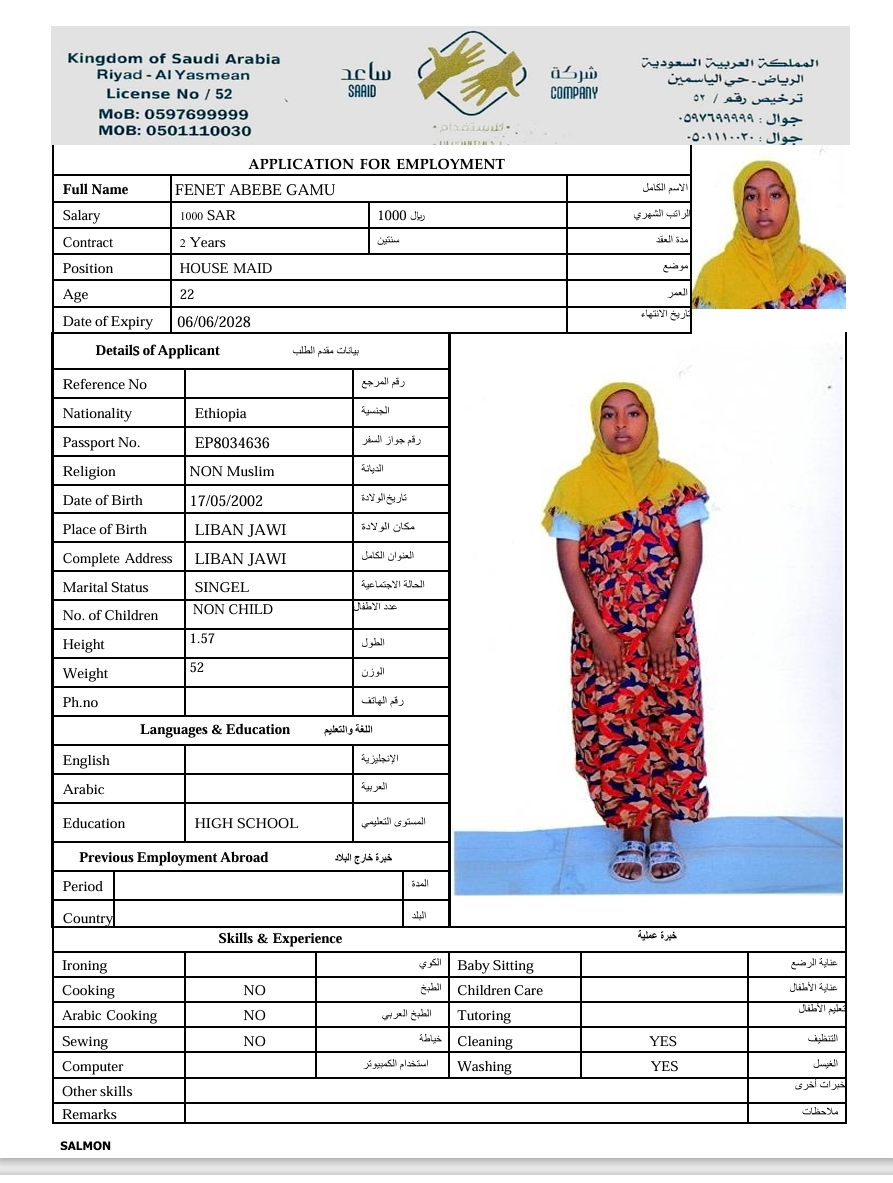 Kingdom of Saudi Arabia
Riyad - Al Yasmean
License No / 52
MoB: 0597699999
MOB: 0501110030
ساعد
SAAID
شركة
COMPANY
للاستقدام
المملكة العربية السعودية
الرياض - حي الياسمين
ترخيص رقم / ٥٢
جوال : ٠٥٩٧٦٩٩٩٩٩
جوال : ٠٥٠١١١٠٠٣٠
APPLICATION FOR EMPLOYMENT
Full Name FENET ABEBE GAMU الاسم الكامل
Salary 1000 SAR 1000 ريال الراتب الشهري
Contract 2 Years سنتين مدة العقد
Position HOUSE MAID موضع
Age 22 العمر
Date of Expiry 06/06/2028 تاريخ الانتهاء
Details of Applicant بيانات مقدم الطلب
Reference No رقم المرجع
Nationality Ethiopia الجنسية
Passport No. EP8034636 رقم جواز السفر
Religion NON Muslim الديانة
Date of Birth 17/05/2002 تاريخ الولادة
Place of Birth LIBAN JAWI مكان الولادة
Complete Address LIBAN JAWI العنوان الكامل
Marital Status SINGEL الحالة الاجتماعية
No. of Children NON CHILD عدد الاطفال
Height 1.57 الطول
Weight 52 الوزن
Ph.no رقم الهاتف
Languages & Education اللغة والتعليم
English الإنجليزية
Arabic العربية
Education HIGH SCHOOL المستوى التعليمي
Previous Employment Abroad خبرة خارج البلاد
Period المدة
Country البلد
Skills & Experience خبرة عملية
Ironing الكوي Baby Sitting عناية الرضع
Cooking NO الطبخ Children Care عناية الأطفال
Arabic Cooking NO الطبخ العربي Tutoring تعليم الأطفال
Sewing NO خياطة Cleaning YES التنظيف
Computer استخدام الكمبيوتر Washing YES الغسيل
Other skills خبرات أخرى
Remarks ملاحظات
SALMON